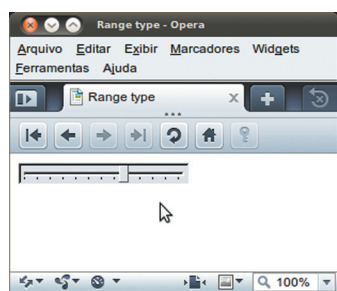 Range type - Opera
Arquivo Editar Exibir Marcadores Widgets
Ferramentas Ajuda
Range type
100%